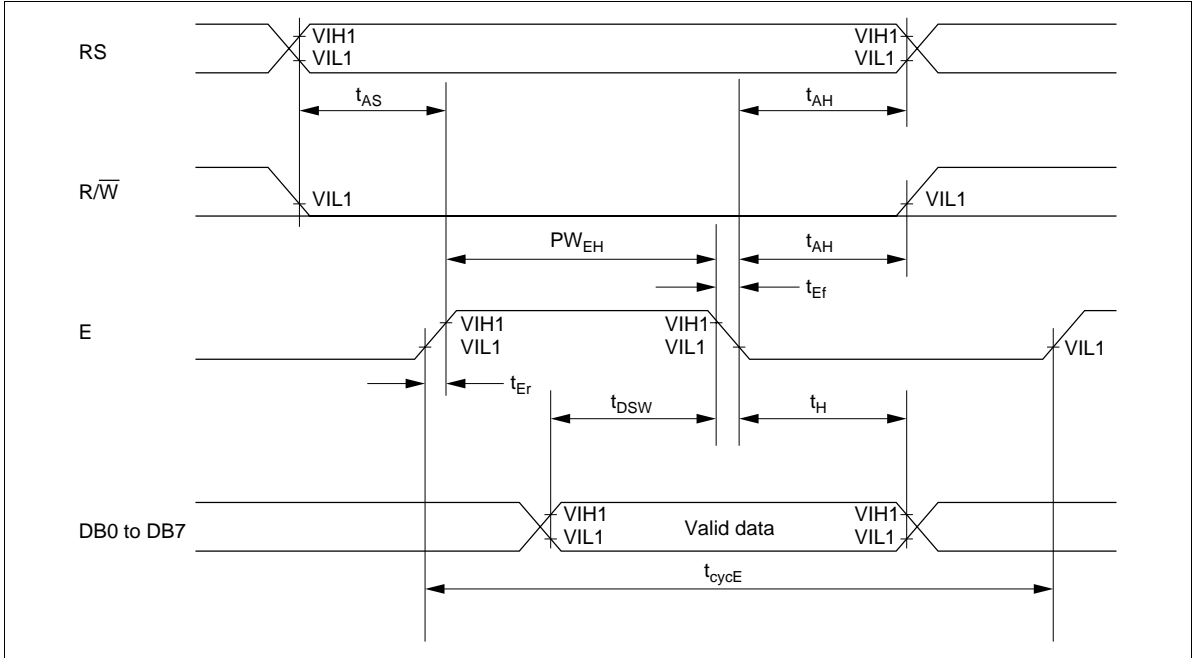 RS
VIH1
VIL1
VIH1
VIL1
tAS
tAH
R/W̅
VIL1
VIL1
PWEH
tAH
tEf
E
VIH1
VIL1
VIH1
VIL1
VIL1
tEr
tDSW
tH
DB0 to DB7
VIH1
VIL1
Valid data
VIH1
VIL1
tcycE